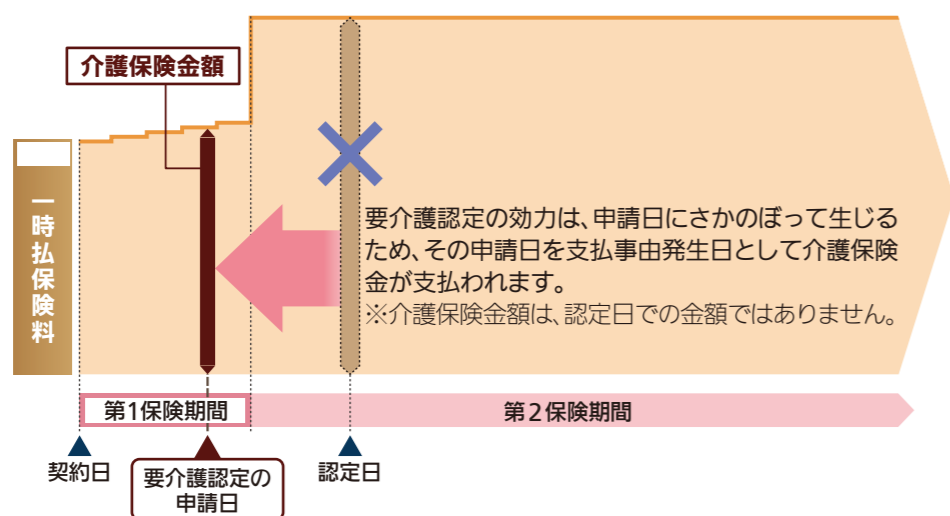 介護保険金額
一時払保険料
要介護認定の効力は、申請日にさかのぼって生じる
ため、その申請日を支払事由発生日として介護保険
金が支払われます。
※介護保険金額は、認定日での金額ではありません。
第1保険期間
第2保険期間
契約日
要介護認定の
申請日
認定日